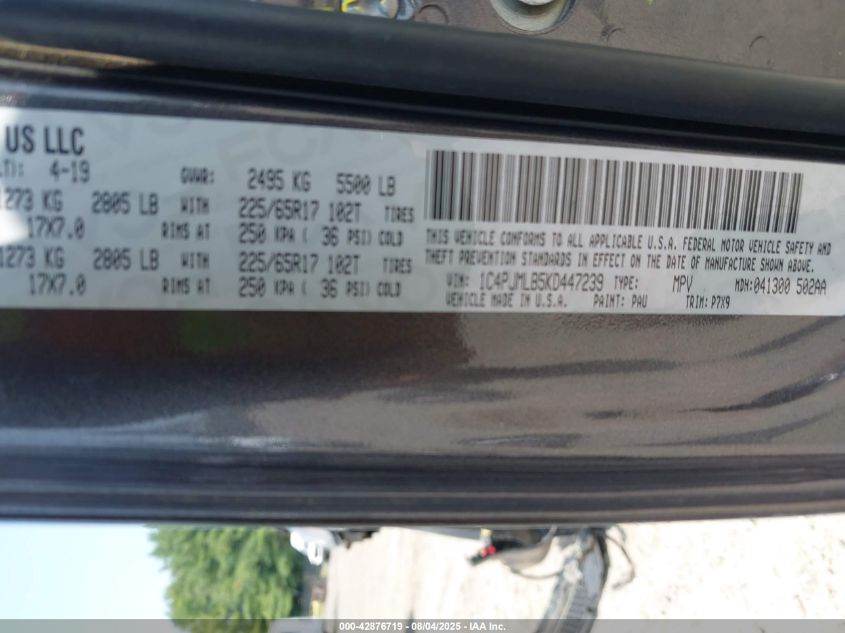 US LLC
4-19 GVWR: 2495 KG 5500 LB
1273 KG 2805 LB WITH 225/65R17 102T TIRES
17X7.0 RIMS AT 250 KPA ( 36 PSI) COLD
1273 KG 2805 LB WITH 225/65R17 102T TIRES
17X7.0 RIMS AT 250 KPA ( 36 PSI) COLD
THIS VEHICLE CONFORMS TO ALL APPLICABLE U.S.A. FEDERAL MOTOR VEHICLE SAFETY AND
THEFT PREVENTION STANDARDS IN EFFECT ON THE DATE OF MANUFACTURE SHOWN ABOVE.
VIN: 1C4PJMLB5KD447239 TYPE: MPV MDH: 041300 502AA
VEHICLE MADE IN U.S.A. PAINT: PAU TRIM: P7X9
000-42876719 - 08/04/2025 - IAA Inc.